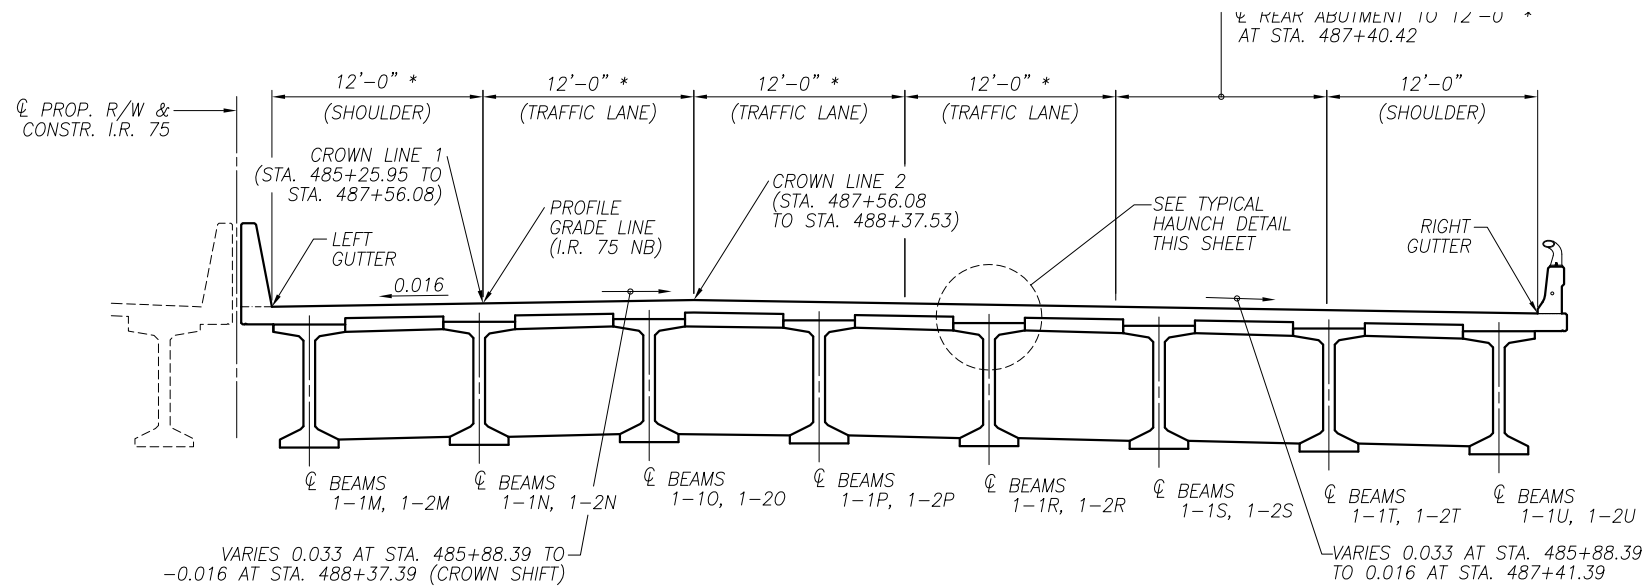 ℄ REAR ABUTMENT TO 12'-0" *
AT STA. 487+40.42
12'-0" *
(SHOULDER)
12'-0" *
(TRAFFIC LANE)
12'-0" *
(TRAFFIC LANE)
12'-0" *
(TRAFFIC LANE)
12'-0"
(SHOULDER)
℄ PROP. R/W &
CONSTR. I.R. 75
CROWN LINE 1
(STA. 485+25.95 TO
STA. 487+56.08)
PROFILE
GRADE LINE
(I.R. 75 NB)
CROWN LINE 2
(STA. 487+56.08
TO STA. 488+37.53)
SEE TYPICAL
HAUNCH DETAIL
THIS SHEET
LEFT
GUTTER
RIGHT
GUTTER
0.016
℄ BEAMS
1-1M, 1-2M
℄ BEAMS
1-1N, 1-2N
℄ BEAMS
1-1O, 1-2O
℄ BEAMS
1-1P, 1-2P
℄ BEAMS
1-1R, 1-2R
℄ BEAMS
1-1S, 1-2S
℄ BEAMS
1-1T, 1-2T
℄ BEAMS
1-1U, 1-2U
VARIES 0.033 AT STA. 485+88.39 TO
-0.016 AT STA. 488+37.39 (CROWN SHIFT)
VARIES 0.033 AT STA. 485+88.39
TO 0.016 AT STA. 487+41.39